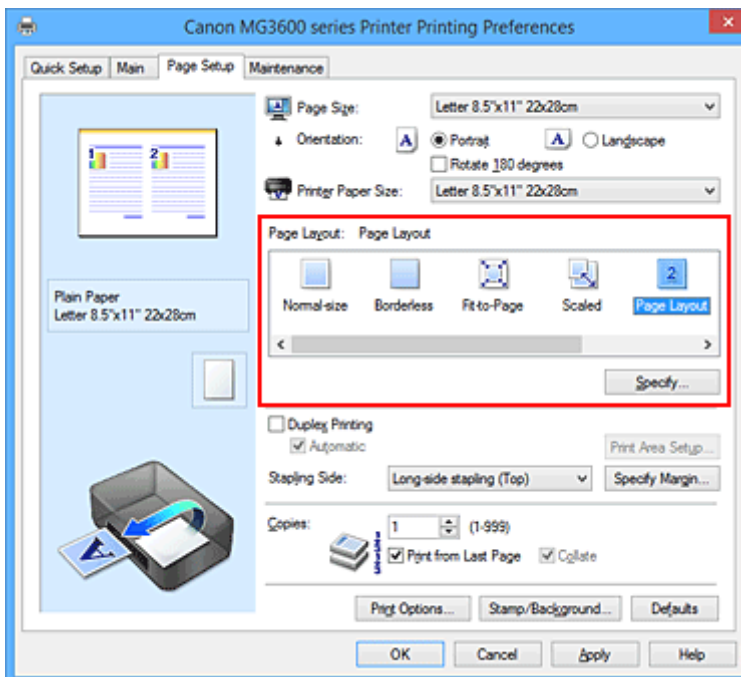 Canon MG3600 series Printer Printing Preferences
Quick Setup Main Page Setup Maintenance
1 2
Page Size: Letter 8.5"x11" 22x28cm
Orientation: A Portrait A Landscape
Rotate 180 degrees
Printer Paper Size: Letter 8.5"x11" 22x28cm
Page Layout: Page Layout
2
Normal-size Borderless Fit-to-Page Scaled Page Layout
Specify...
Plain Paper
Letter 8.5"x11" 22x28cm
Duplex Printing
Automatic
Print Area Setup...
Stapling Side: Long-side stapling (Top) Specify Margin...
Copies: 1 (1-999)
Print from Last Page Collate
A
Print Options... Stamp/Background... Defaults
OK Cancel Apply Help